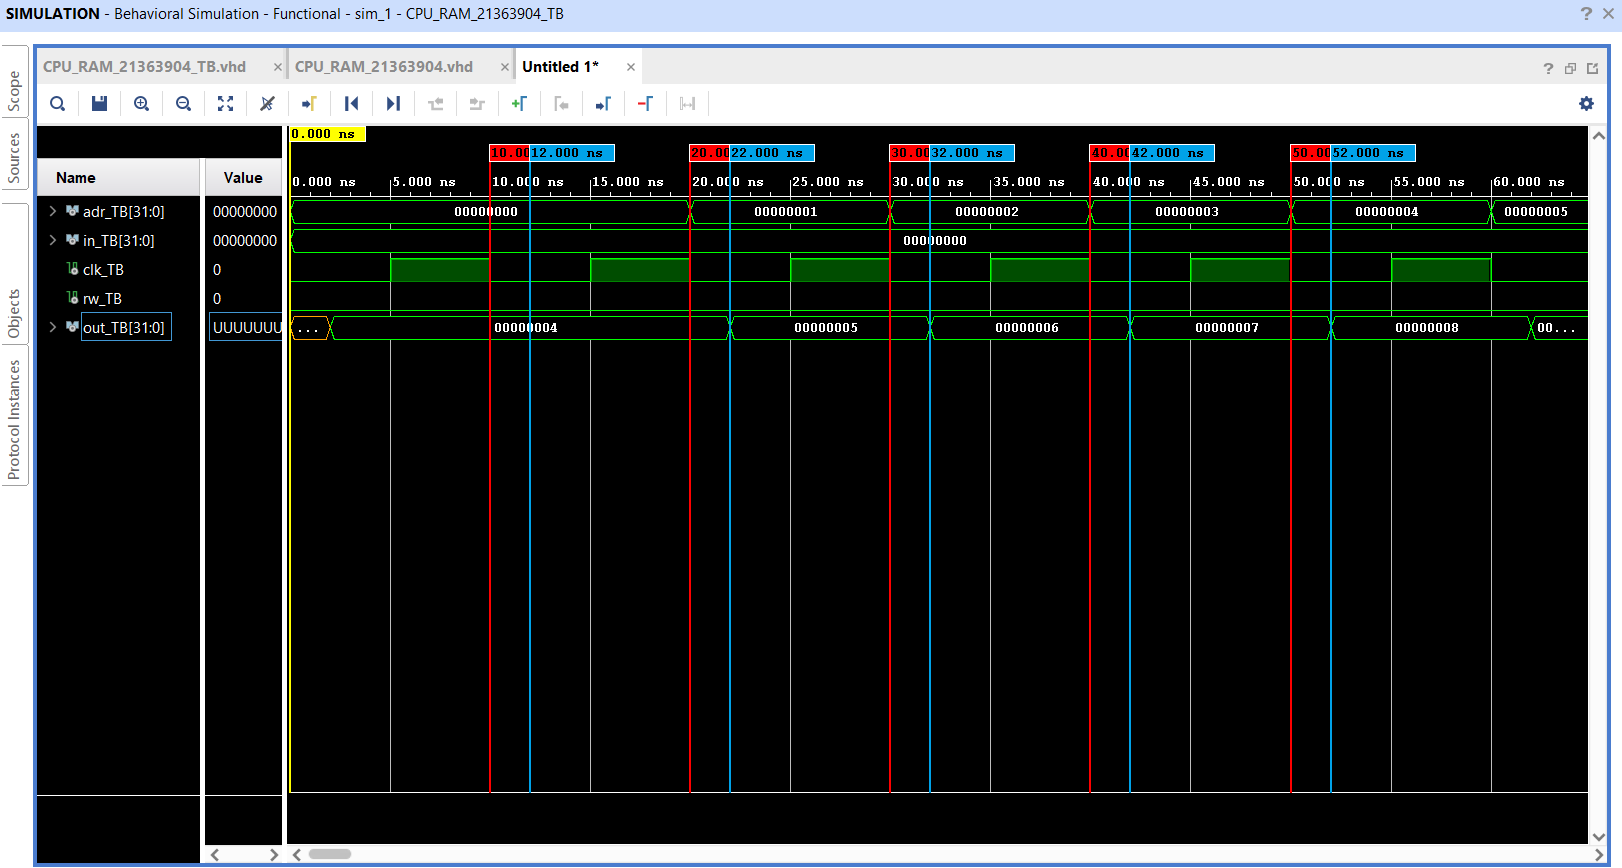 SIMULATION - Behavioral Simulation - Functional - sim_1 - CPU_RAM_21363904_TB
Scope
Sources
Objects
Protocol Instances
CPU_RAM_21363904_TB.vhd
CPU_RAM_21363904.vhd
Untitled 1*
0.000 ns
10.00 12.000 ns 20.00 22.000 ns 30.00 32.000 ns 40.00 42.000 ns 50.00 52.000 ns
0.000 ns 5.000 ns 10.000 ns 15.000 ns 20.000 ns 25.000 ns 30.000 ns 35.000 ns 40.000 ns 45.000 ns 50.000 ns 55.000 ns 60.000 ns
Name Value
adr_TB[31:0] 00000000 00000000 00000001 00000002 00000003 00000004 00000005
in_TB[31:0] 00000000 00000000
clk_TB 0
rw_TB 0
out_TB[31:0] UUUUUUU ... 00000004 00000005 00000006 00000007 00000008 00...